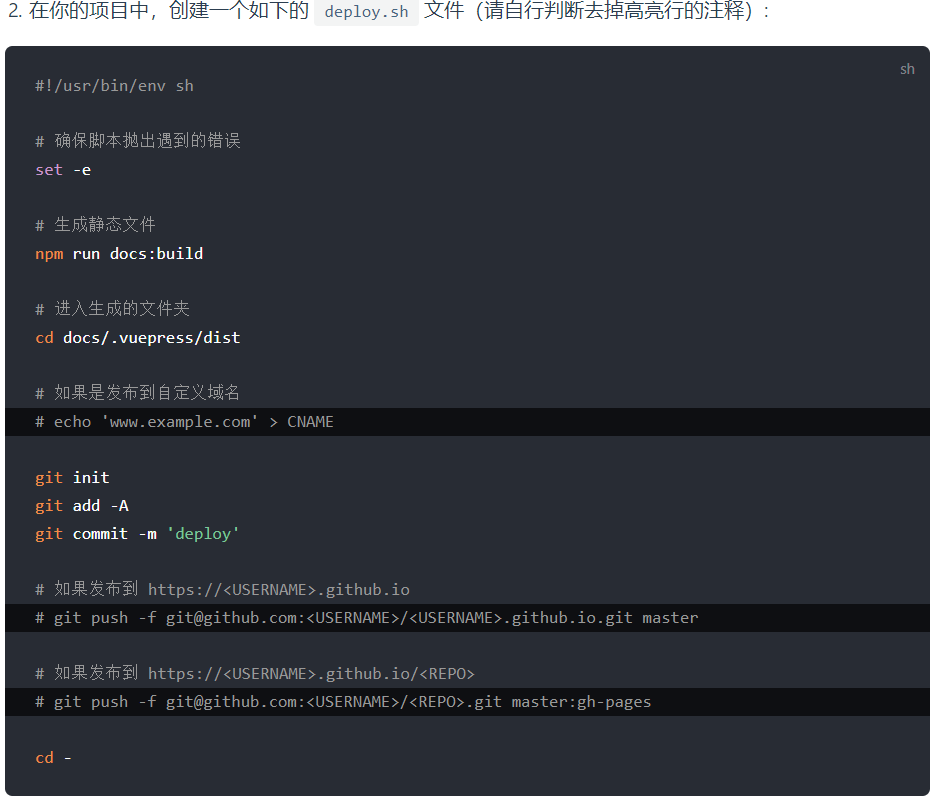 2. 在你的项目中，创建一个如下的 deploy.sh 文件（请自行判断去掉高亮行的注释）:
sh
#!/usr/bin/env sh
# 确保脚本抛出遇到的错误
set -e
# 生成静态文件
npm run docs:build
# 进入生成的文件夹
cd docs/.vuepress/dist
# 如果是发布到自定义域名
# echo 'www.example.com' > CNAME
git init
git add -A
git commit -m 'deploy'
# 如果发布到 https://<USERNAME>.github.io
# git push -f git@github.com:<USERNAME>/<USERNAME>.github.io.git master
# 如果发布到 https://<USERNAME>.github.io/<REPO>
# git push -f git@github.com:<USERNAME>/<REPO>.git master:gh-pages
cd -